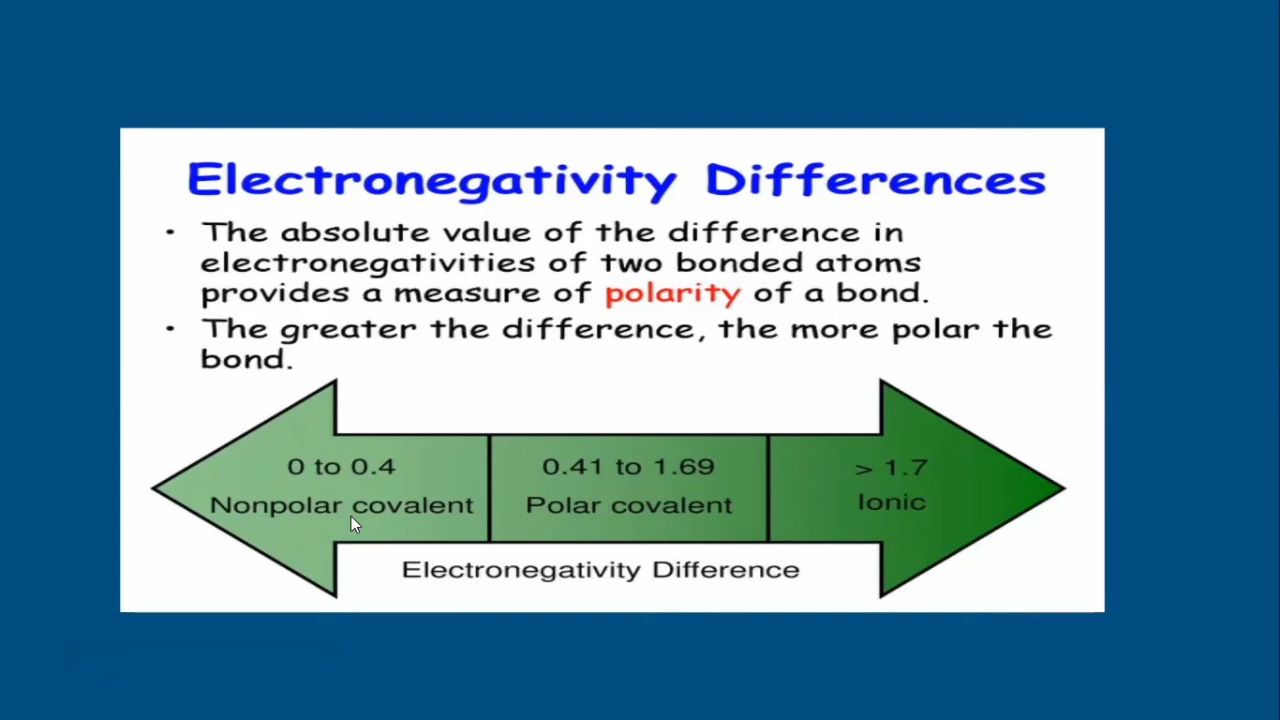 Electronegativity Differences
• The absolute value of the difference in
electronegativities of two bonded atoms
provides a measure of polarity of a bond.
• The greater the difference, the more polar the
bond.
0 to 0.4
Nonpolar covalent
0.41 to 1.69
Polar covalent
> 1.7
Ionic
Electronegativity Difference